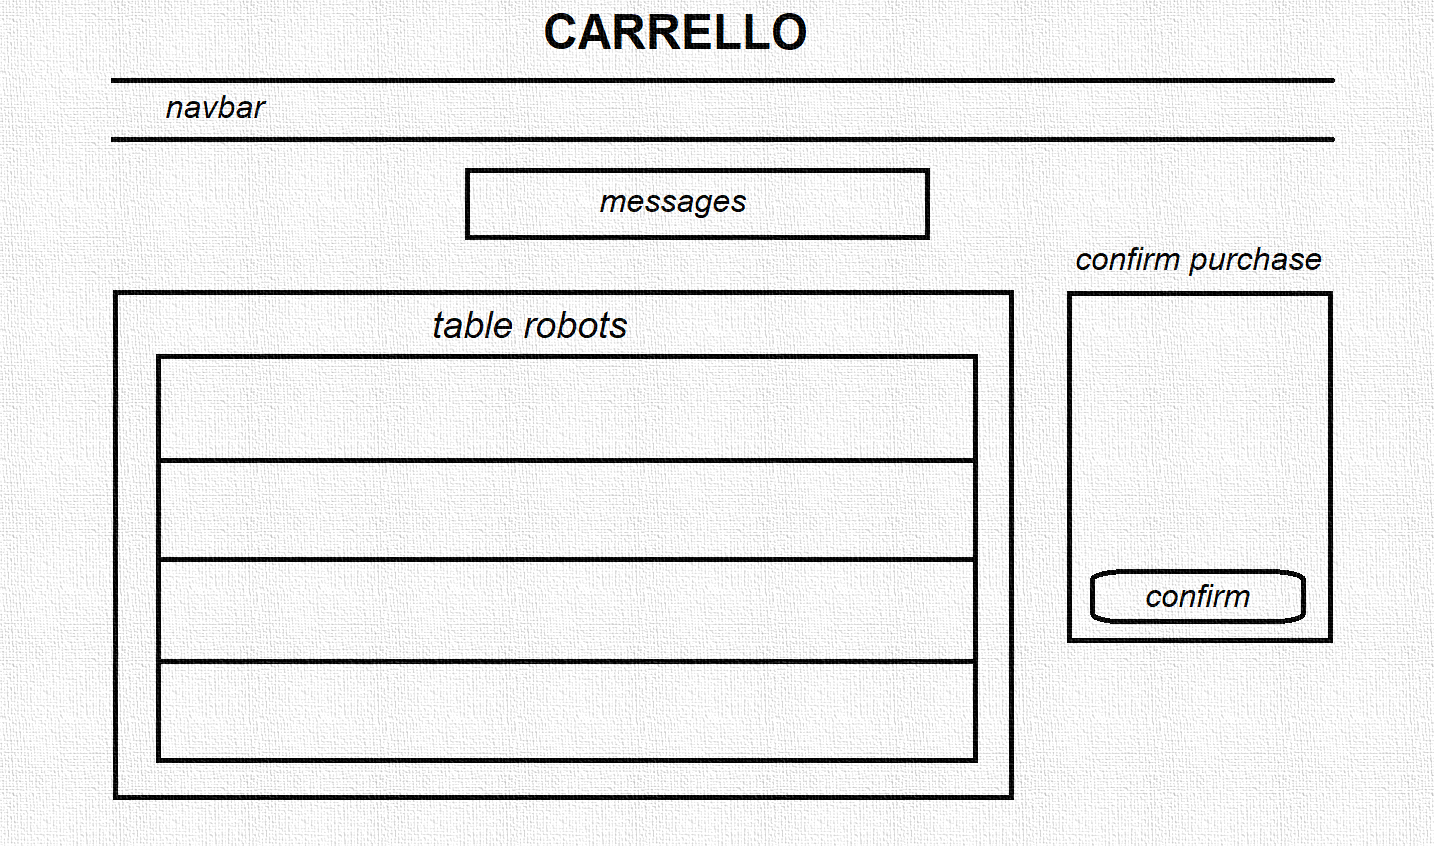 CARRELLO
navbar
messages
confirm purchase
table robots
confirm